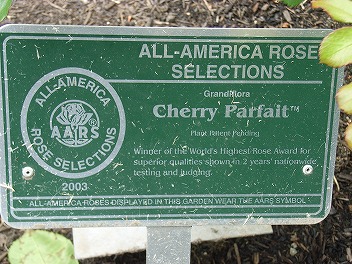 ALL-AMERICA ROSE
SELECTIONS
Grandiflora
Cherry Parfait™
Plant Patent Pending
Winner of the World's Highest Rose Award for
superior qualities shown in 2 years' nationwide
testing and judging.
ALL-AMERICA
AARS
ROSE SELECTIONS
2003
ALL-AMERICA ROSES DISPLAYED IN THIS GARDEN WEAR THE AARS SYMBOL